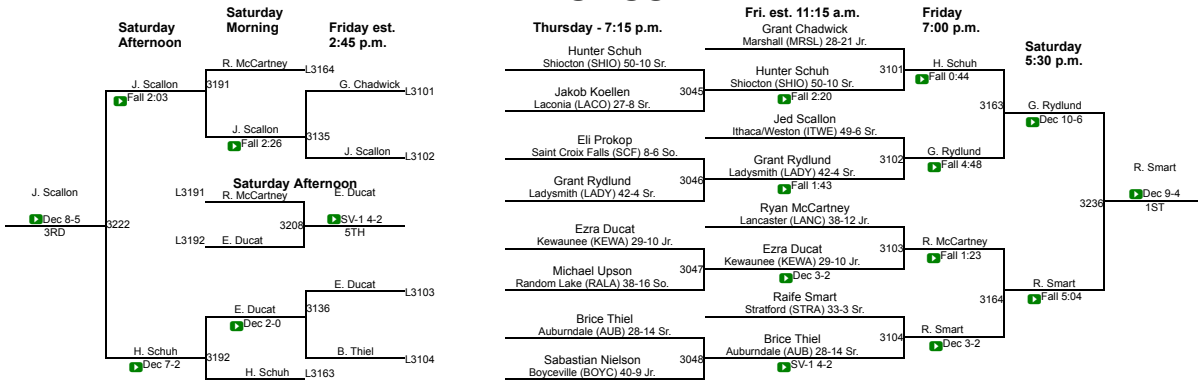 Saturday
Afternoon
Saturday
Morning
Friday est.
2:45 p.m.
R. McCartney
L3164
J. Scallon
Fall 2:03
3191
G. Chadwick
L3101
J. Scallon
Fall 2:26
3135
J. Scallon
L3102
J. Scallon
Dec 8-5
3RD
3222
Saturday Afternoon
L3191
R. McCartney
E. Ducat
3208
SV-1 4-2
5TH
L3192
E. Ducat
E. Ducat
L3103
E. Ducat
Dec 2-0
3136
B. Thiel
L3104
H. Schuh
Dec 7-2
3192
H. Schuh
L3163
Thursday - 7:15 p.m.
Fri. est. 11:15 a.m.
Friday
7:00 p.m.
Saturday
5:30 p.m.
Hunter Schuh
Shiocton (SHIO) 50-10 Sr.
3045
Jakob Koellen
Laconia (LACO) 27-8 Sr.
Eli Prokop
Saint Croix Falls (SCF) 8-6 So.
3046
Grant Rydlund
Ladysmith (LADY) 42-4 Sr.
Ezra Ducat
Kewaunee (KEWA) 29-10 Jr.
3047
Michael Upson
Random Lake (RALA) 38-16 So.
Brice Thiel
Auburndale (AUB) 28-14 Sr.
3048
Sabastian Nielson
Boyceville (BOYC) 40-9 Jr.
Grant Chadwick
Marshall (MRSL) 28-21 Jr.
3101
Hunter Schuh
Shiocton (SHIO) 50-10 Sr.
Fall 2:20
Jed Scallon
Ithaca/Weston (ITWE) 49-6 Sr.
3102
Grant Rydlund
Ladysmith (LADY) 42-4 Sr.
Fall 1:43
Ryan McCartney
Lancaster (LANC) 38-12 Jr.
3103
Ezra Ducat
Kewaunee (KEWA) 29-10 Jr.
Dec 3-2
Raife Smart
Stratford (STRA) 33-3 Sr.
3104
Brice Thiel
Auburndale (AUB) 28-14 Sr.
SV-1 4-2
H. Schuh
Fall 0:44
3163
G. Rydlund
Fall 4:48
R. McCartney
Fall 1:23
3164
R. Smart
Dec 3-2
G. Rydlund
Dec 10-6
3236
R. Smart
Fall 5:04
R. Smart
Dec 9-4
1ST